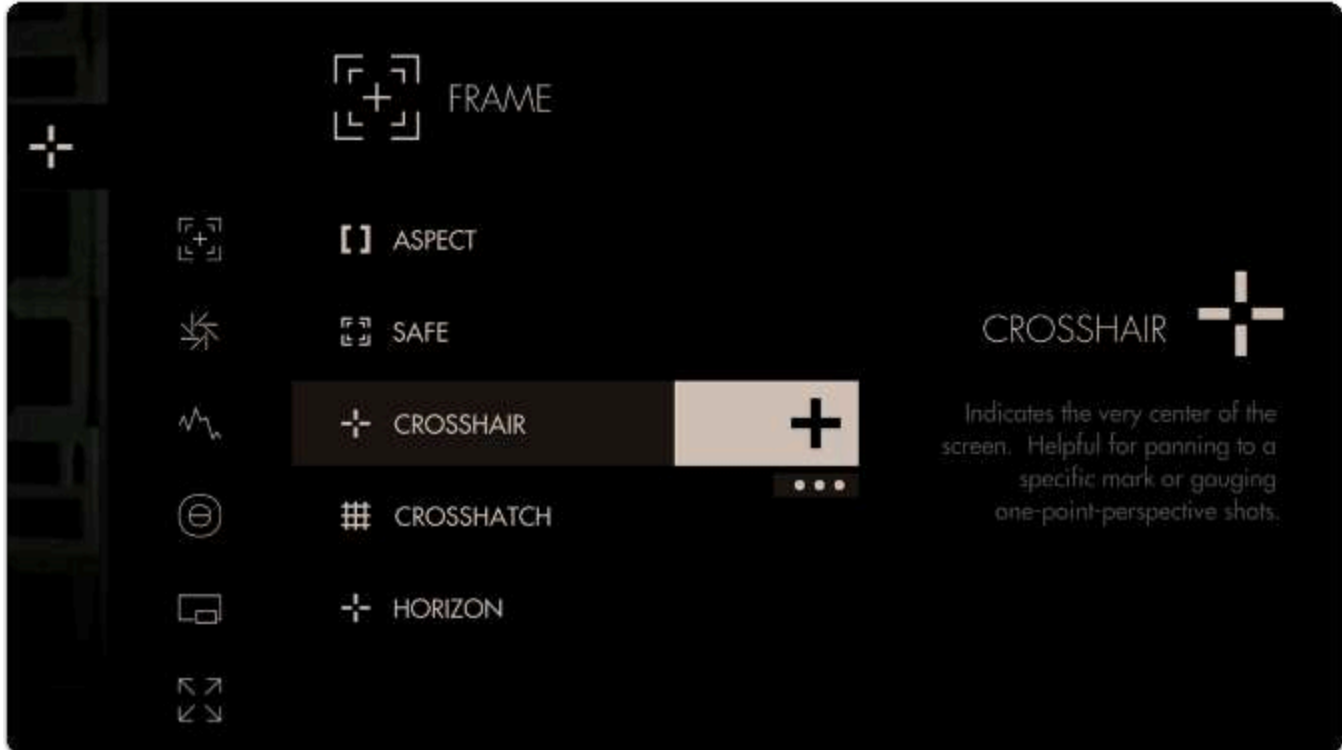 FRAME
ASPECT
SAFE
CROSSHAIR
CROSSHATCH
HORIZON
CROSSHAIR
Indicates the very center of the
screen. Helpful for panning to a
specific mark or gauging
one-point-perspective shots.